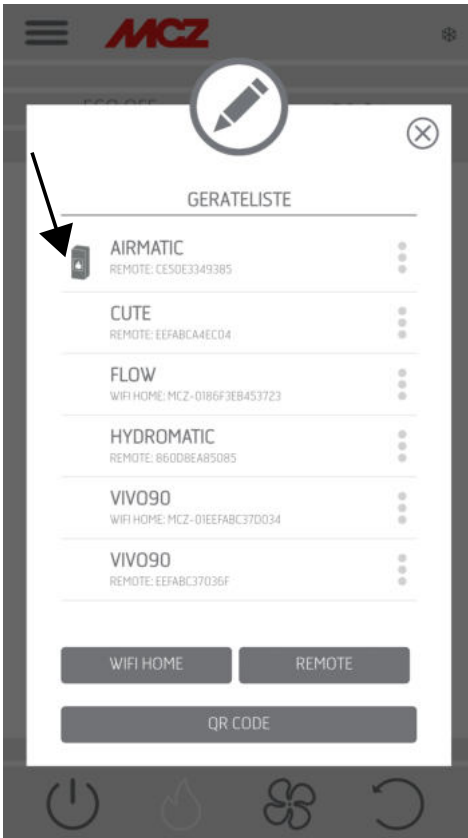 MCZ
GERATELISTE
AIRMATIC
REMOTE: CE50E3349385
CUTE
REMOTE: EEFABCA4EC04
FLOW
WIFI HOME: MCZ-0186F3EB453723
HYDROMATIC
REMOTE: 860D8EA85085
VIVO90
WIFI HOME: MCZ-01EEFABC37D034
VIVO90
REMOTE: EEFABC37036F
WIFI HOME
REMOTE
QR CODE